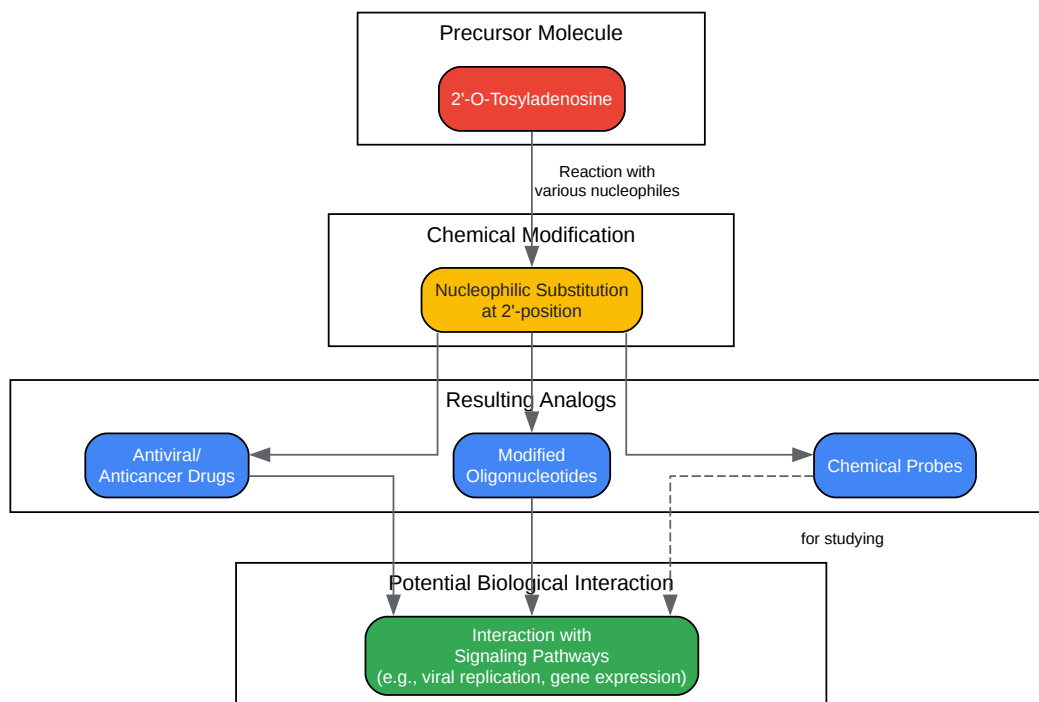 Precursor Molecule
2'-O-Tosyladenosine
Reaction with
various nucleophiles
Chemical Modification
Nucleophilic Substitution
at 2'-position
Resulting Analogs
Antiviral/
Anticancer Drugs
Modified
Oligonucleotides
Chemical Probes
for studying
Potential Biological Interaction
Interaction with
Signaling Pathways
(e.g., viral replication, gene expression)